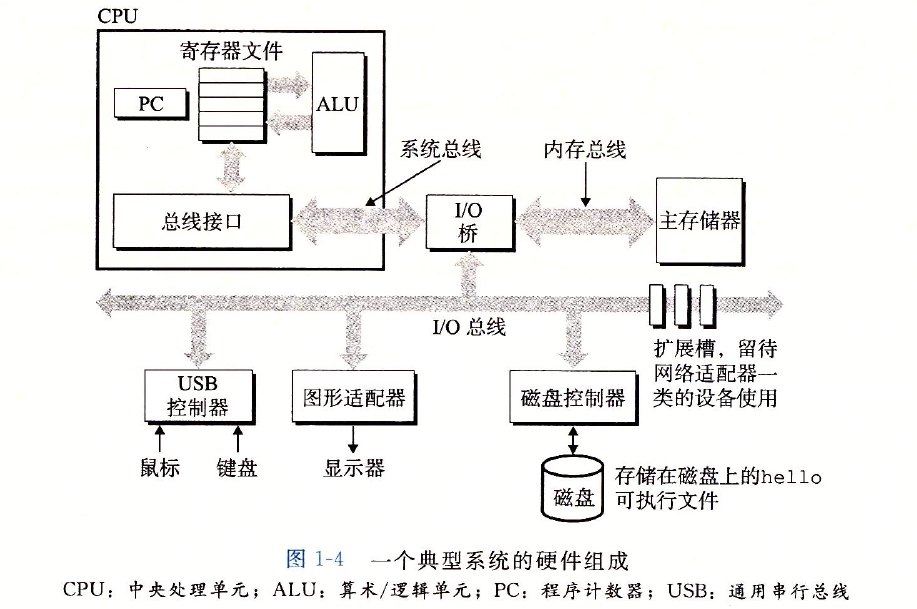 CPU
寄存器文件
PC
ALU
系统总线
内存总线
总线接口
I/O
桥
主存储器
I/O 总线
扩展槽，留待
网络适配器一
类的设备使用
USB
控制器
图形适配器
磁盘控制器
鼠标
键盘
显示器
磁盘
存储在磁盘上的hello
可执行文件
图 1-4 一个典型系统的硬件组成
CPU：中央处理单元；ALU：算术/逻辑单元；PC：程序计数器；USB：通用串行总线